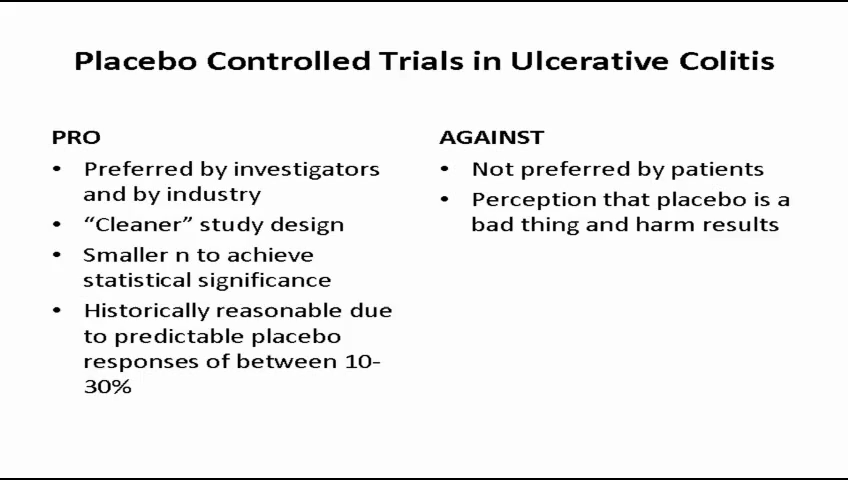 Placebo Controlled Trials in Ulcerative Colitis
PRO
• Preferred by investigators
and by industry
• “Cleaner” study design
• Smaller n to achieve
statistical significance
• Historically reasonable due
to predictable placebo
responses of between 10-
30%
AGAINST
• Not preferred by patients
• Perception that placebo is a
bad thing and harm results